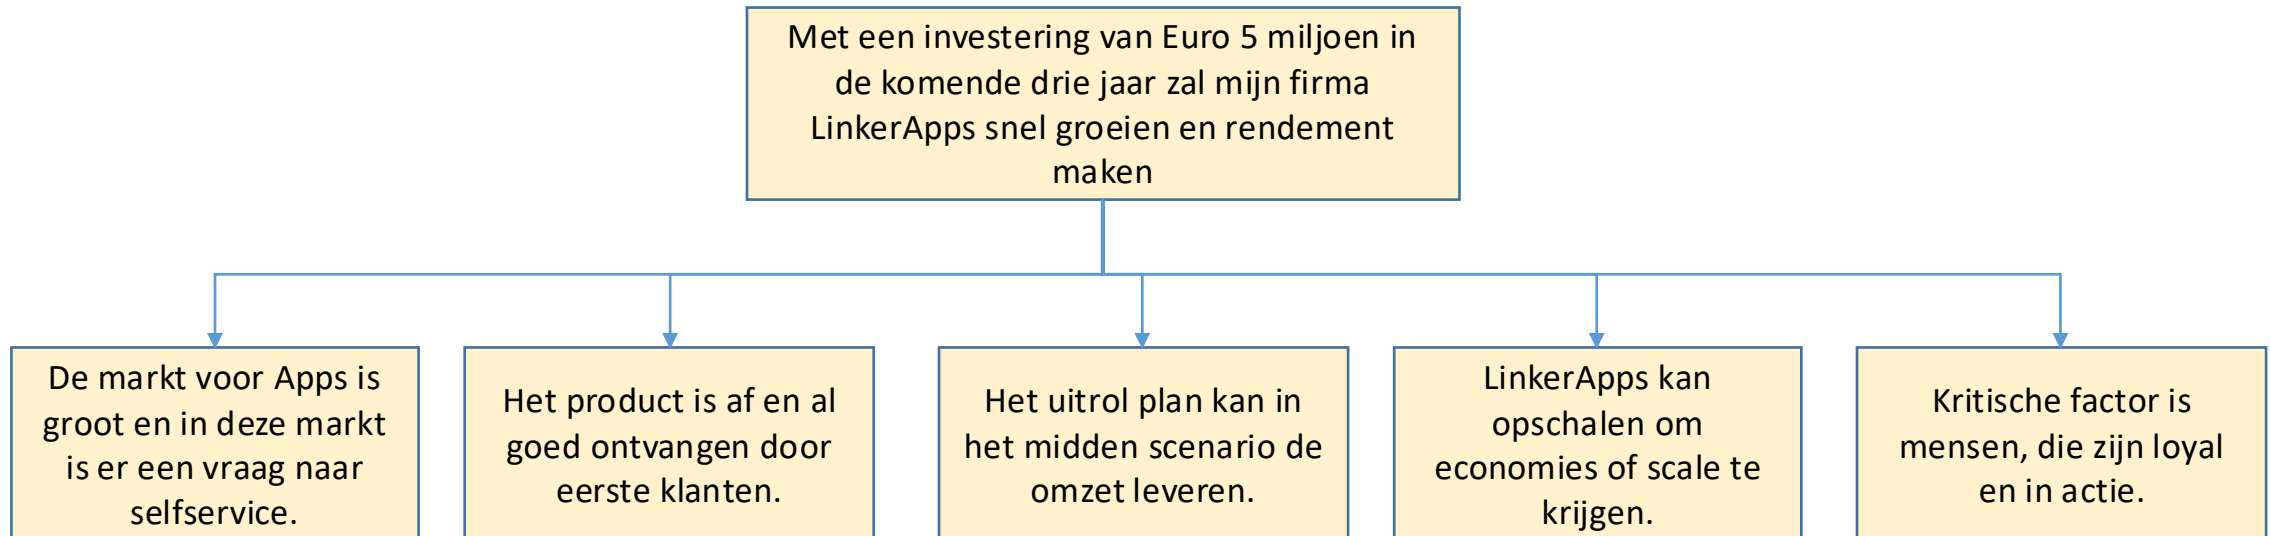 Met een investering van Euro 5 miljoen in
de komende drie jaar zal mijn firma
LinkerApps snel groeien en rendement
maken
De markt voor Apps is
groot en in deze markt
is er een vraag naar
selfservice.
Het product is af en al
goed ontvangen door
eerste klanten.
Het uitrol plan kan in
het midden scenario de
omzet leveren.
LinkerApps kan
opschalen om
economies of scale te
krijgen.
Kritische factor is
mensen, die zijn loyal
en in actie.